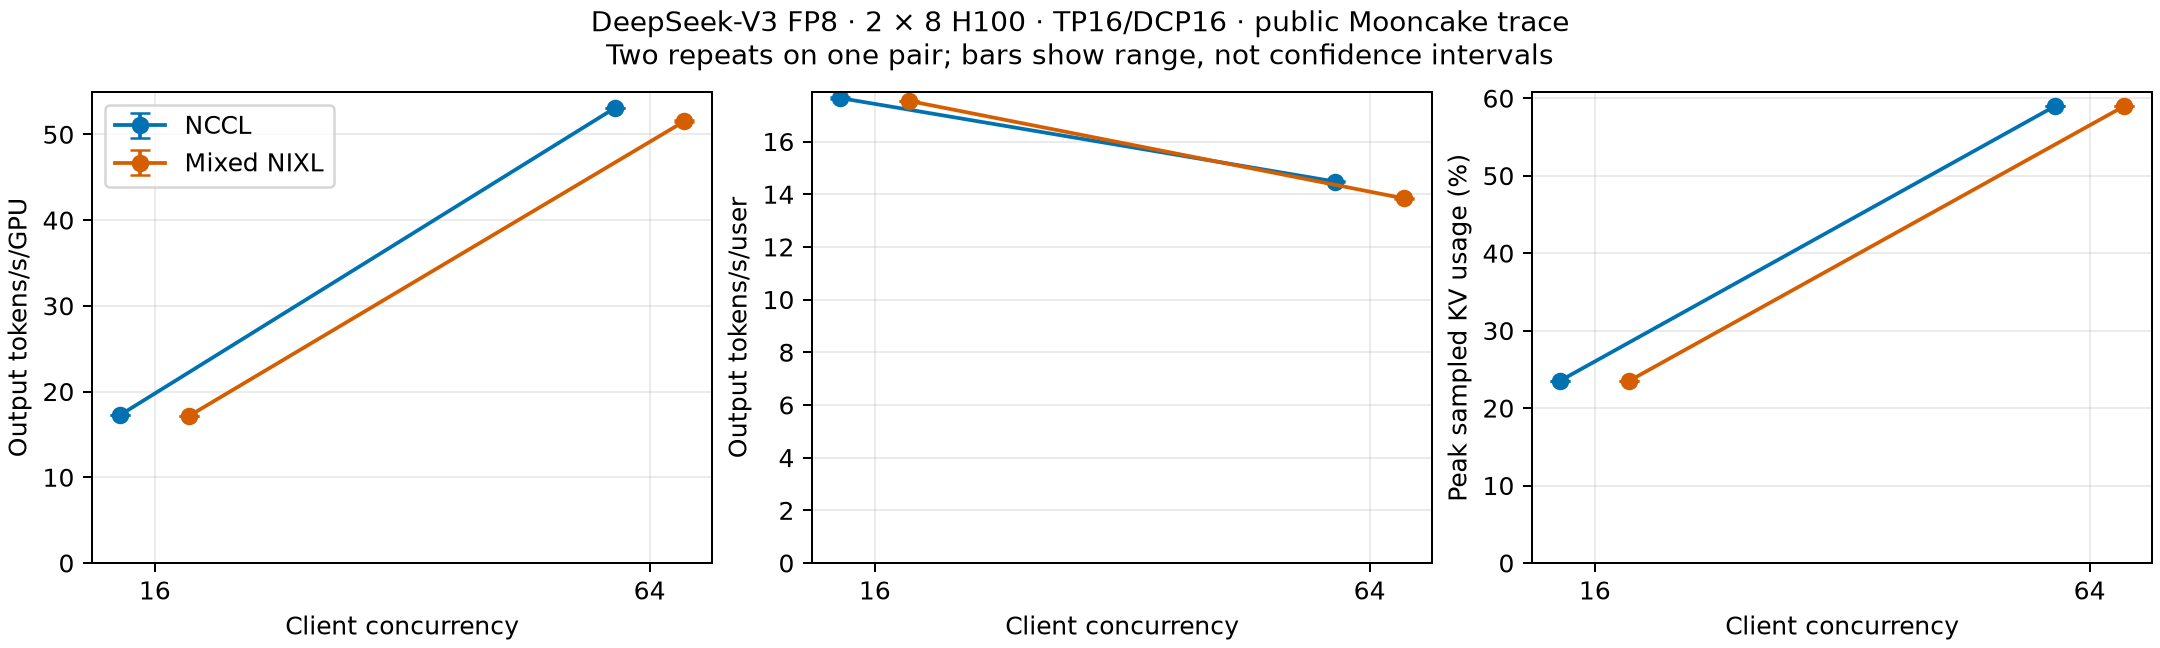 DeepSeek-V3 FP8 · 2 × 8 H100 · TP16/DCP16 · public Mooncake trace
Two repeats on one pair; bars show range, not confidence intervals
Output tokens/s/GPU
50
40
30
20
10
0
NCCL
Mixed NIXL
16
64
Client concurrency
Output tokens/s/user
16
14
12
10
8
6
4
2
0
16
64
Client concurrency
Peak sampled KV usage (%)
60
50
40
30
20
10
0
16
64
Client concurrency